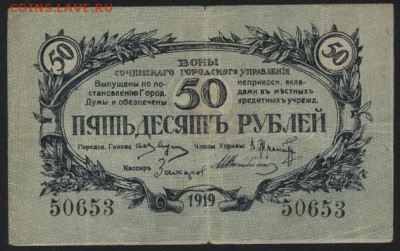 COINS.LAVE.RU
50 50
БОНЫ
СОЧИНСКАГО ГОРОДСКОГО УПРАВЛЕНІЯ
Выпущены по по- неприкосн. вкла-
становленію Город. 50 дами в мѣстныхъ
Думы и обезпечены кредитныхъ учрежд.
ПЯТЬДЕСЯТЪ РУБЛЕЙ
Городск. Голова Члены Управы
Кассиръ
50653 1919 50653